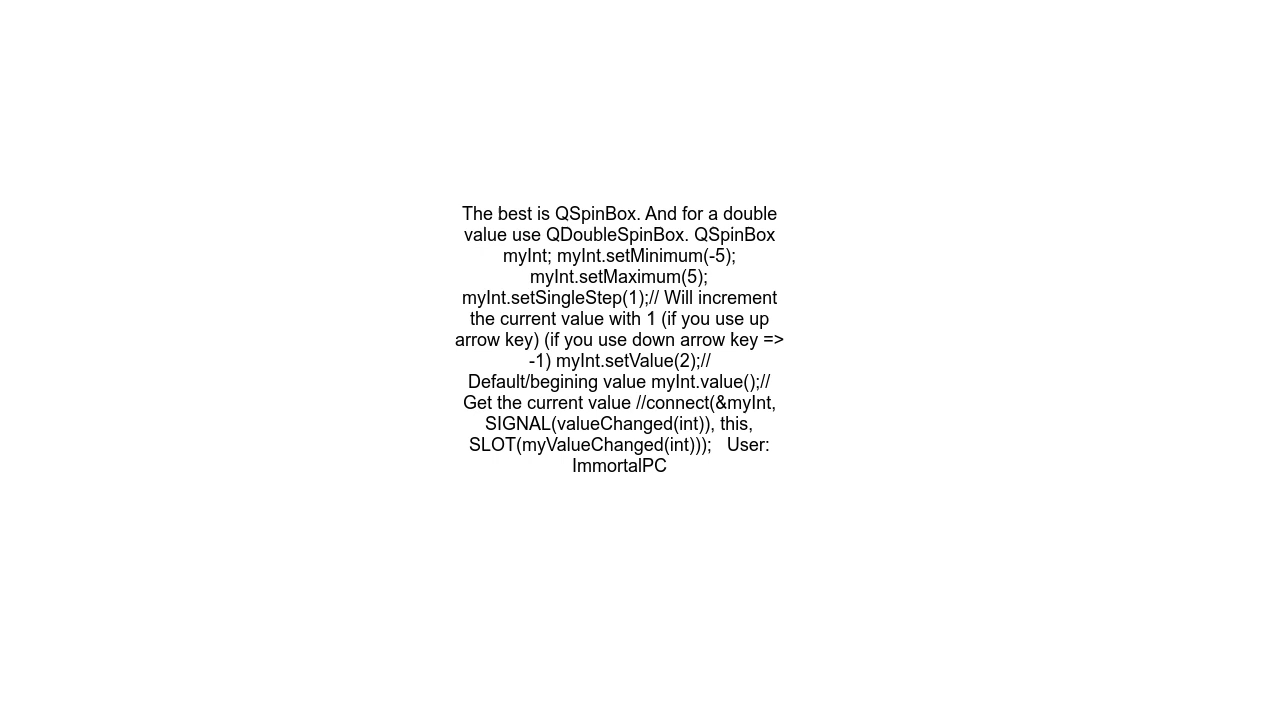 The best is QSpinBox. And for a double
value use QDoubleSpinBox. QSpinBox
myInt; myInt.setMinimum(-5);
myInt.setMaximum(5);
myInt.setSingleStep(1);// Will increment
the current value with 1 (if you use up
arrow key) (if you use down arrow key =>
-1) myInt.setValue(2);//
Default/begining value myInt.value();//
Get the current value //connect(&myInt,
SIGNAL(valueChanged(int)), this,
SLOT(myValueChanged(int)));   User:
ImmortalPC